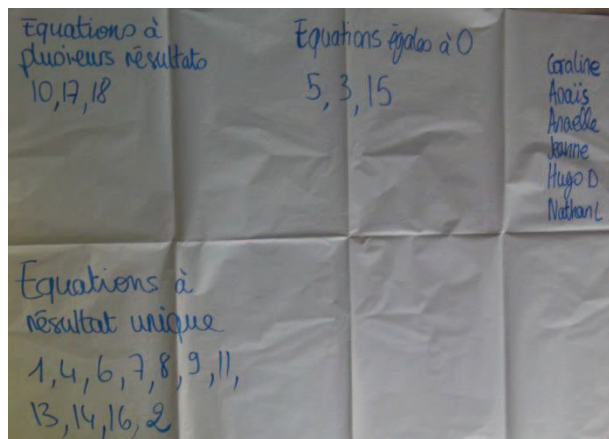 Equations à
plusieurs résultats
10, 17, 18
Equations égales à 0
5, 3, 15
Coraline
Anaïs
Anaelle
Jeanne
Hugo D
Nathan L
Equations à
résultat unique
1, 4, 6, 7, 8, 9, 11,
13, 14, 16, 2